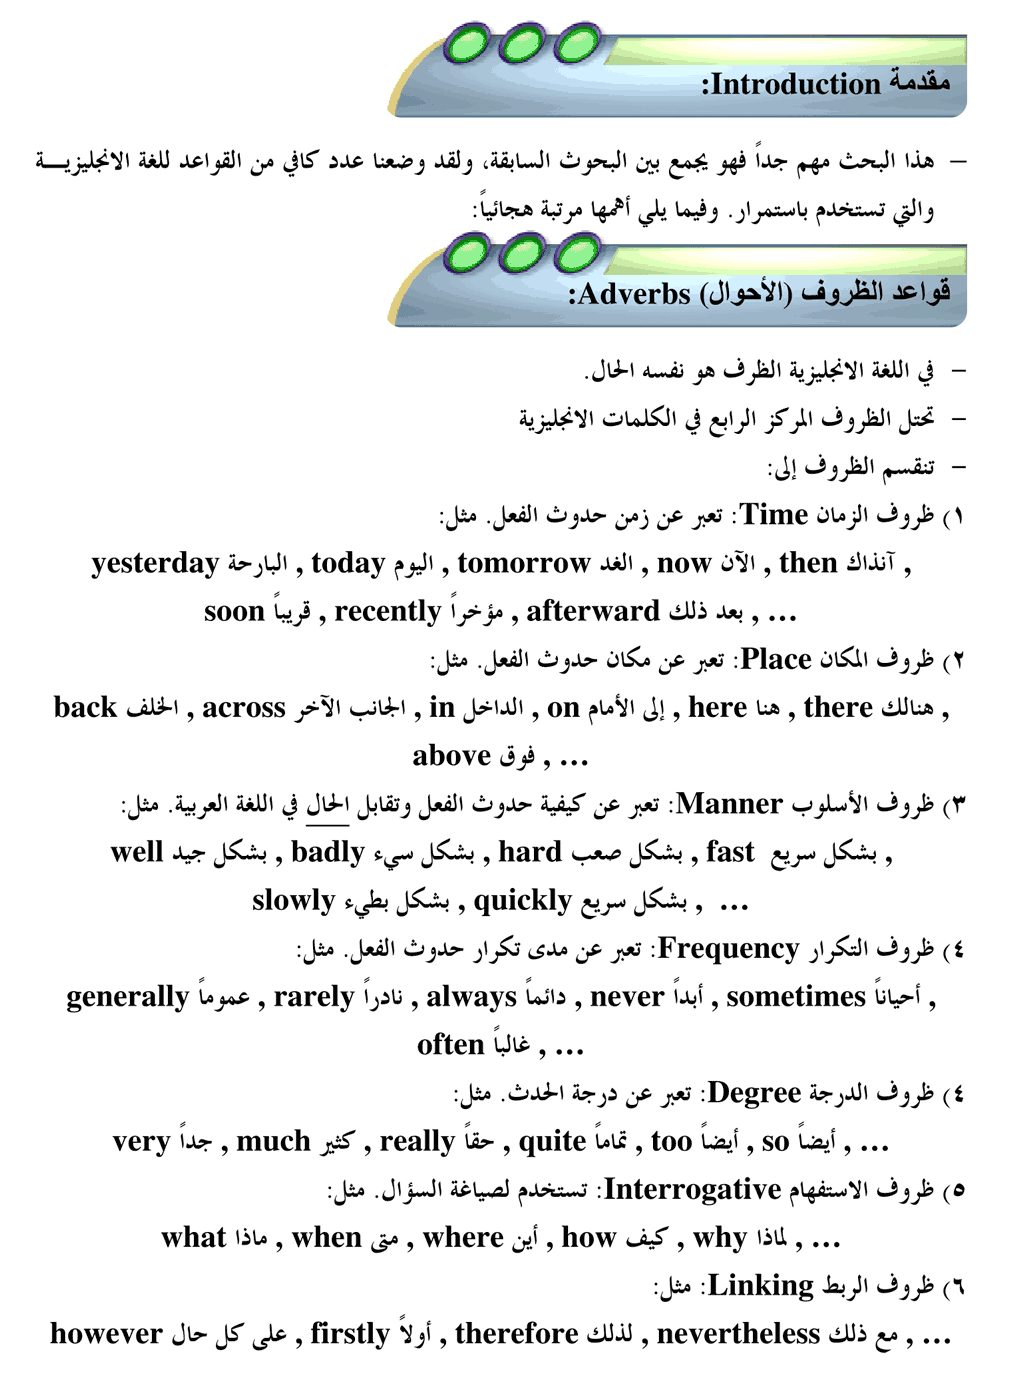 مقدمة Introduction:
– هذا البحث مهم جداً فهو يجمع بين البحوث السابقة، ولقد وضعنا عدد كافي من القواعد للغة الانجليزيـــة
والتي تستخدم باستمرار. وفيما يلي أهمها مرتبة هجائياً:
قواعد الظروف (الأحوال) Adverbs:
– في اللغة الانجليزية الظرف هو نفسه الحال.
– تحتل الظروف المركز الرابع في الكلمات الانجليزية
– تنقسم الظروف إلى:
١) ظروف الزمان Time: تعبر عن زمن حدوث الفعل. مثل:
yesterday البارحة , today اليوم , tomorrow الغد , now الآن , then آنذاك ,
soon قريباً , recently مؤخراً , afterward بعد ذلك , …
٢) ظروف المكان Place: تعبر عن مكان حدوث الفعل. مثل:
back الخلف , across الجانب الآخر , in الداخل , on إلى الأمام , here هنا , there هنالك ,
above فوق , …
٣) ظروف الأسلوب Manner: تعبر عن كيفية حدوث الفعل وتقابل الحال في اللغة العربية. مثل:
well بشكل جيد , badly بشكل سيء , hard بشكل صعب , fast بشكل سريع ,
slowly بشكل بطيء , quickly بشكل سريع , …
٤) ظروف التكرار Frequency: تعبر عن مدى تكرار حدوث الفعل. مثل:
generally عموماً , rarely نادراً , always دائماً , never أبداً , sometimes أحياناً ,
often غالباً , …
٤) ظروف الدرجة Degree: تعبر عن درجة الحدث. مثل:
very جداً , much كثير , really حقاً , quite تماماً , too أيضاً , so أيضاً , …
٥) ظروف الاستفهام Interrogative: تستخدم لصياغة السؤال. مثل:
what ماذا , when متى , where أين , how كيف , why لماذا , …
٦) ظروف الربط Linking: مثل:
however على كل حال , firstly أولاً , therefore لذلك , nevertheless مع ذلك , …